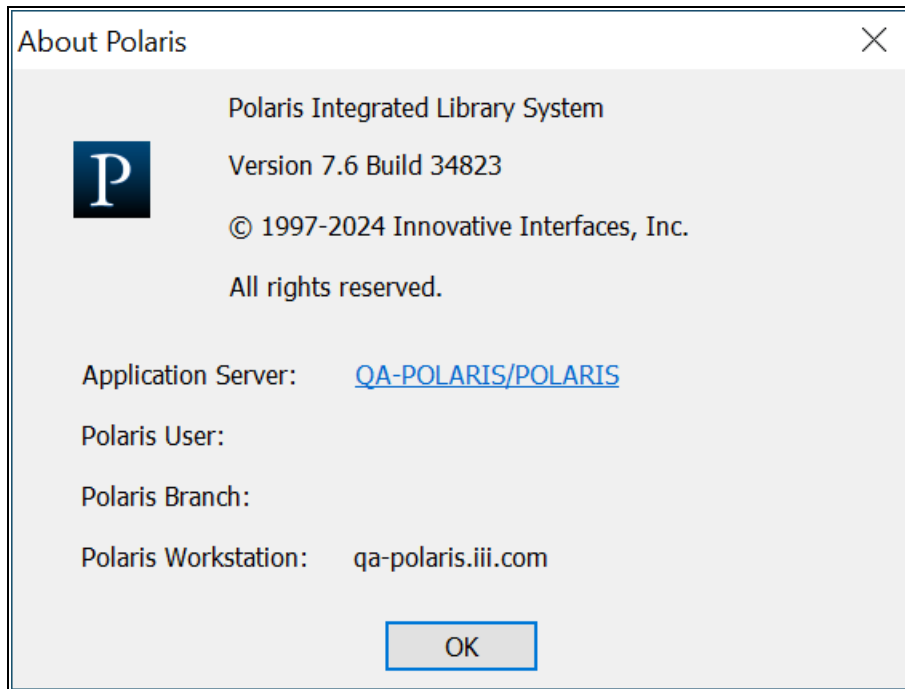 About Polaris
Polaris Integrated Library System
P
Version 7.6 Build 34823
© 1997-2024 Innovative Interfaces, Inc.
All rights reserved.
Application Server: QA-POLARIS/POLARIS
Polaris User:
Polaris Branch:
Polaris Workstation: qa-polaris.iii.com
OK